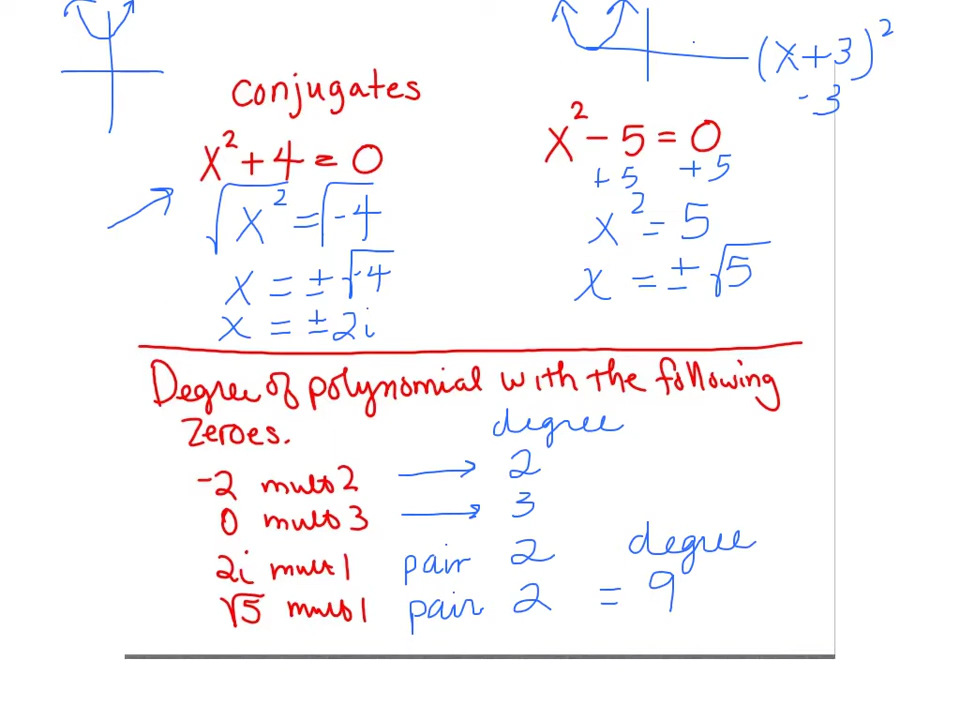 (x+3)²
-3
conjugates
x²+4=0
√x²=√-4
x=±√-4
x=±2i
x²-5=0
+5 +5
x²=5
x=±√5
Degree of polynomial with the following
zeroes.
degree
-2 mult 2 → 2
0 mult 3 → 3
2i mult 1 pair 2 degree
√5 mult 1 pair 2 = 9